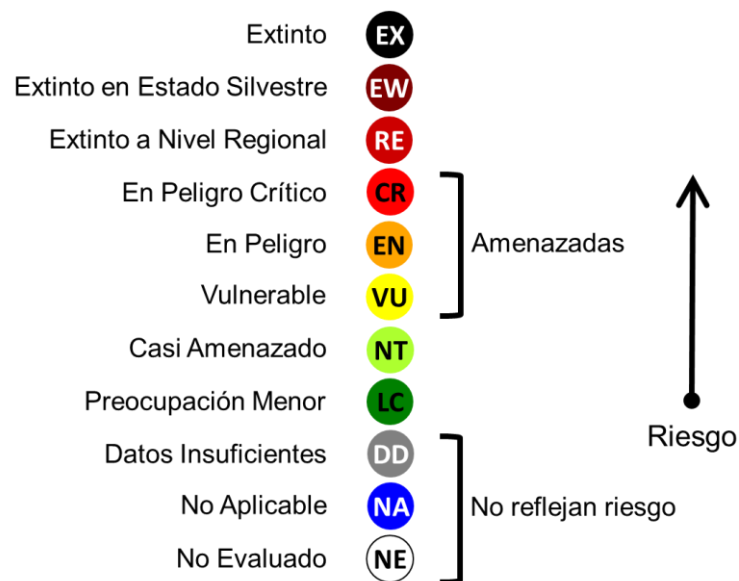 Extinto EX
Extinto en Estado Silvestre EW
Extinto a Nivel Regional RE
En Peligro Crítico CR
En Peligro EN Amenazadas
Vulnerable VU
Casi Amenazado NT
Preocupación Menor LC
Riesgo
Datos Insuficientes DD
No Aplicable NA No reflejan riesgo
No Evaluado NE